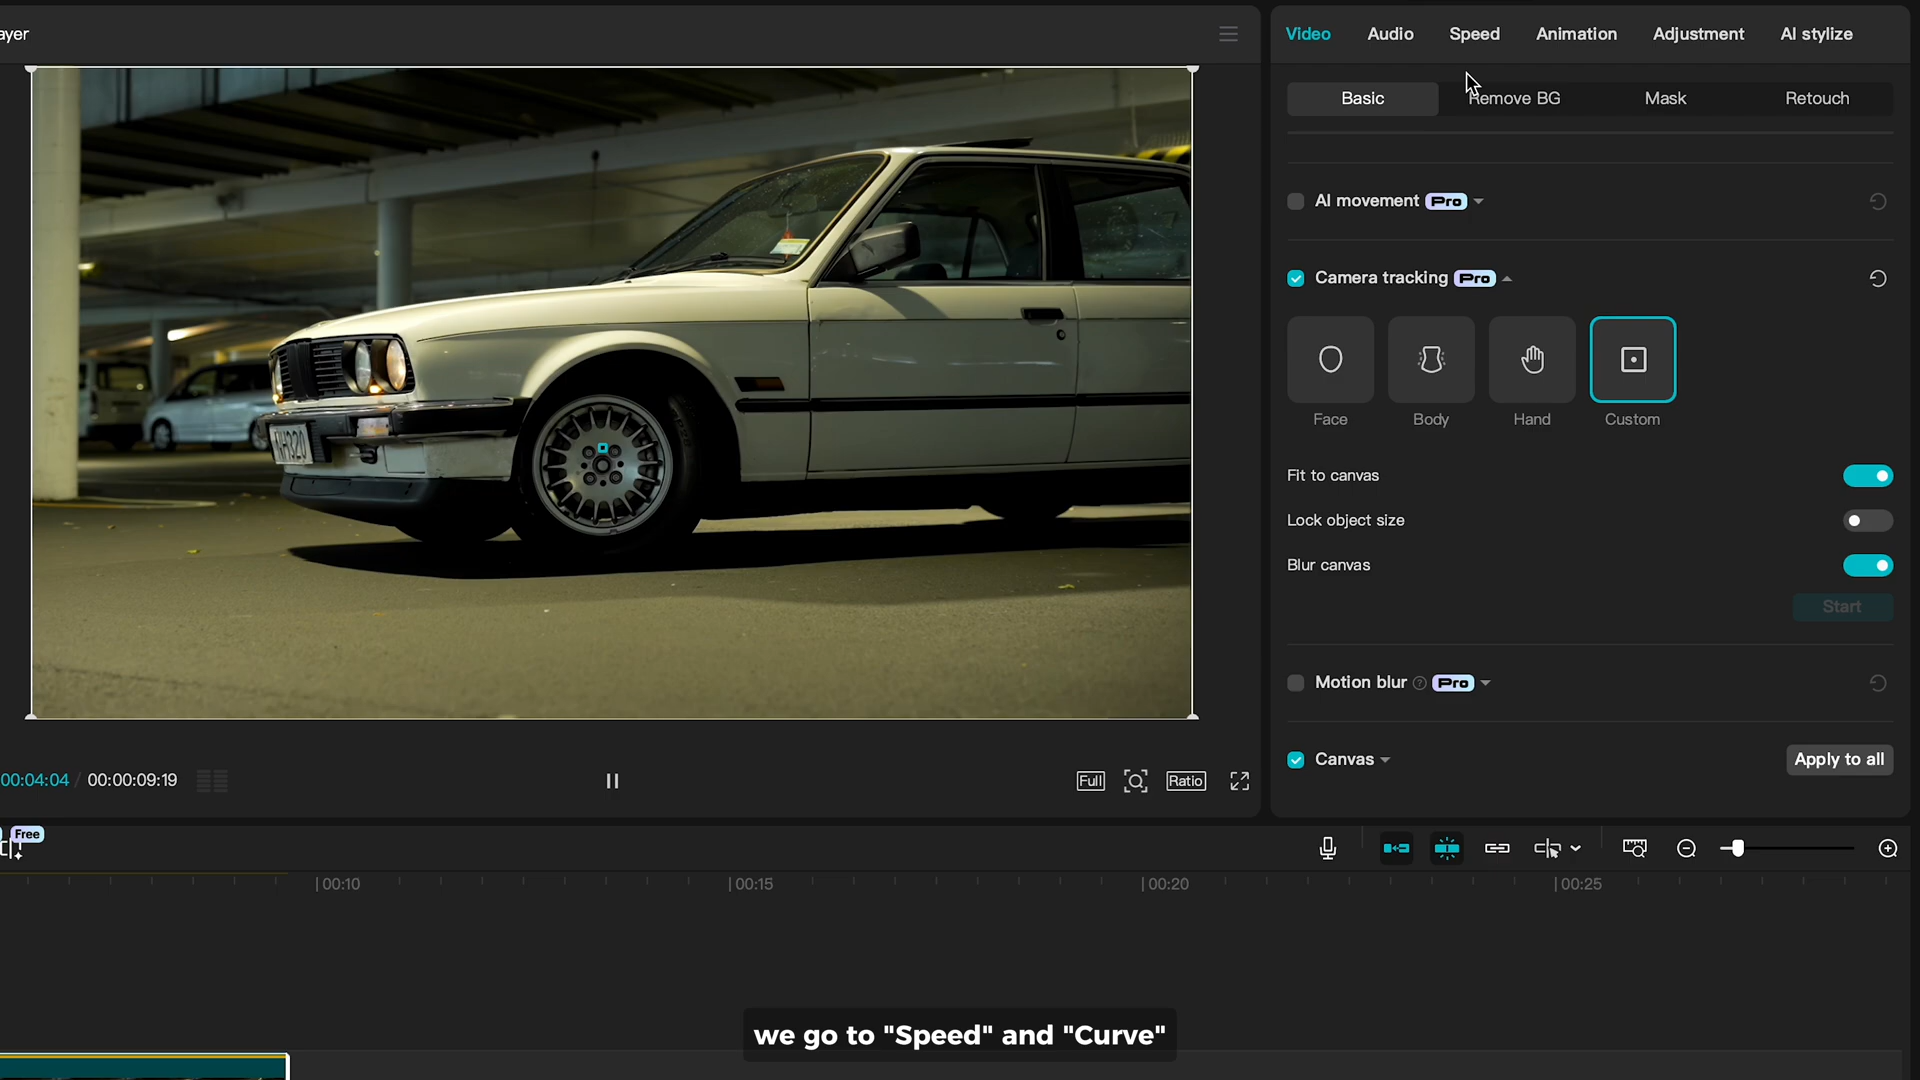 ayer
Video Audio Speed Animation Adjustment AI stylize
Basic Remove BG Mask Retouch
AI movement Pro
Camera tracking Pro
Face Body Hand Custom
Fit to canvas
Lock object size
Blur canvas
Start
Motion blur ? Pro
Canvas Apply to all
NH320
00:04:04 / 00:00:09:19 Full Ratio
Free
00:10 00:15 00:20 00:25
we go to "Speed" and "Curve"